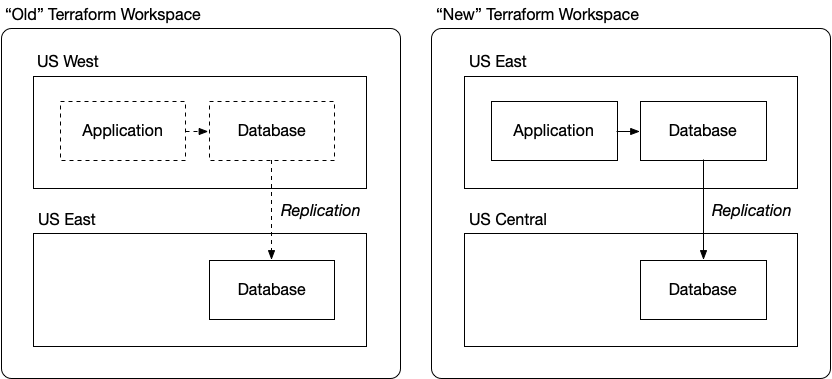 “Old” Terraform Workspace
US West
Application
Database
Replication
US East
Database
“New” Terraform Workspace
US East
Application
Database
Replication
US Central
Database